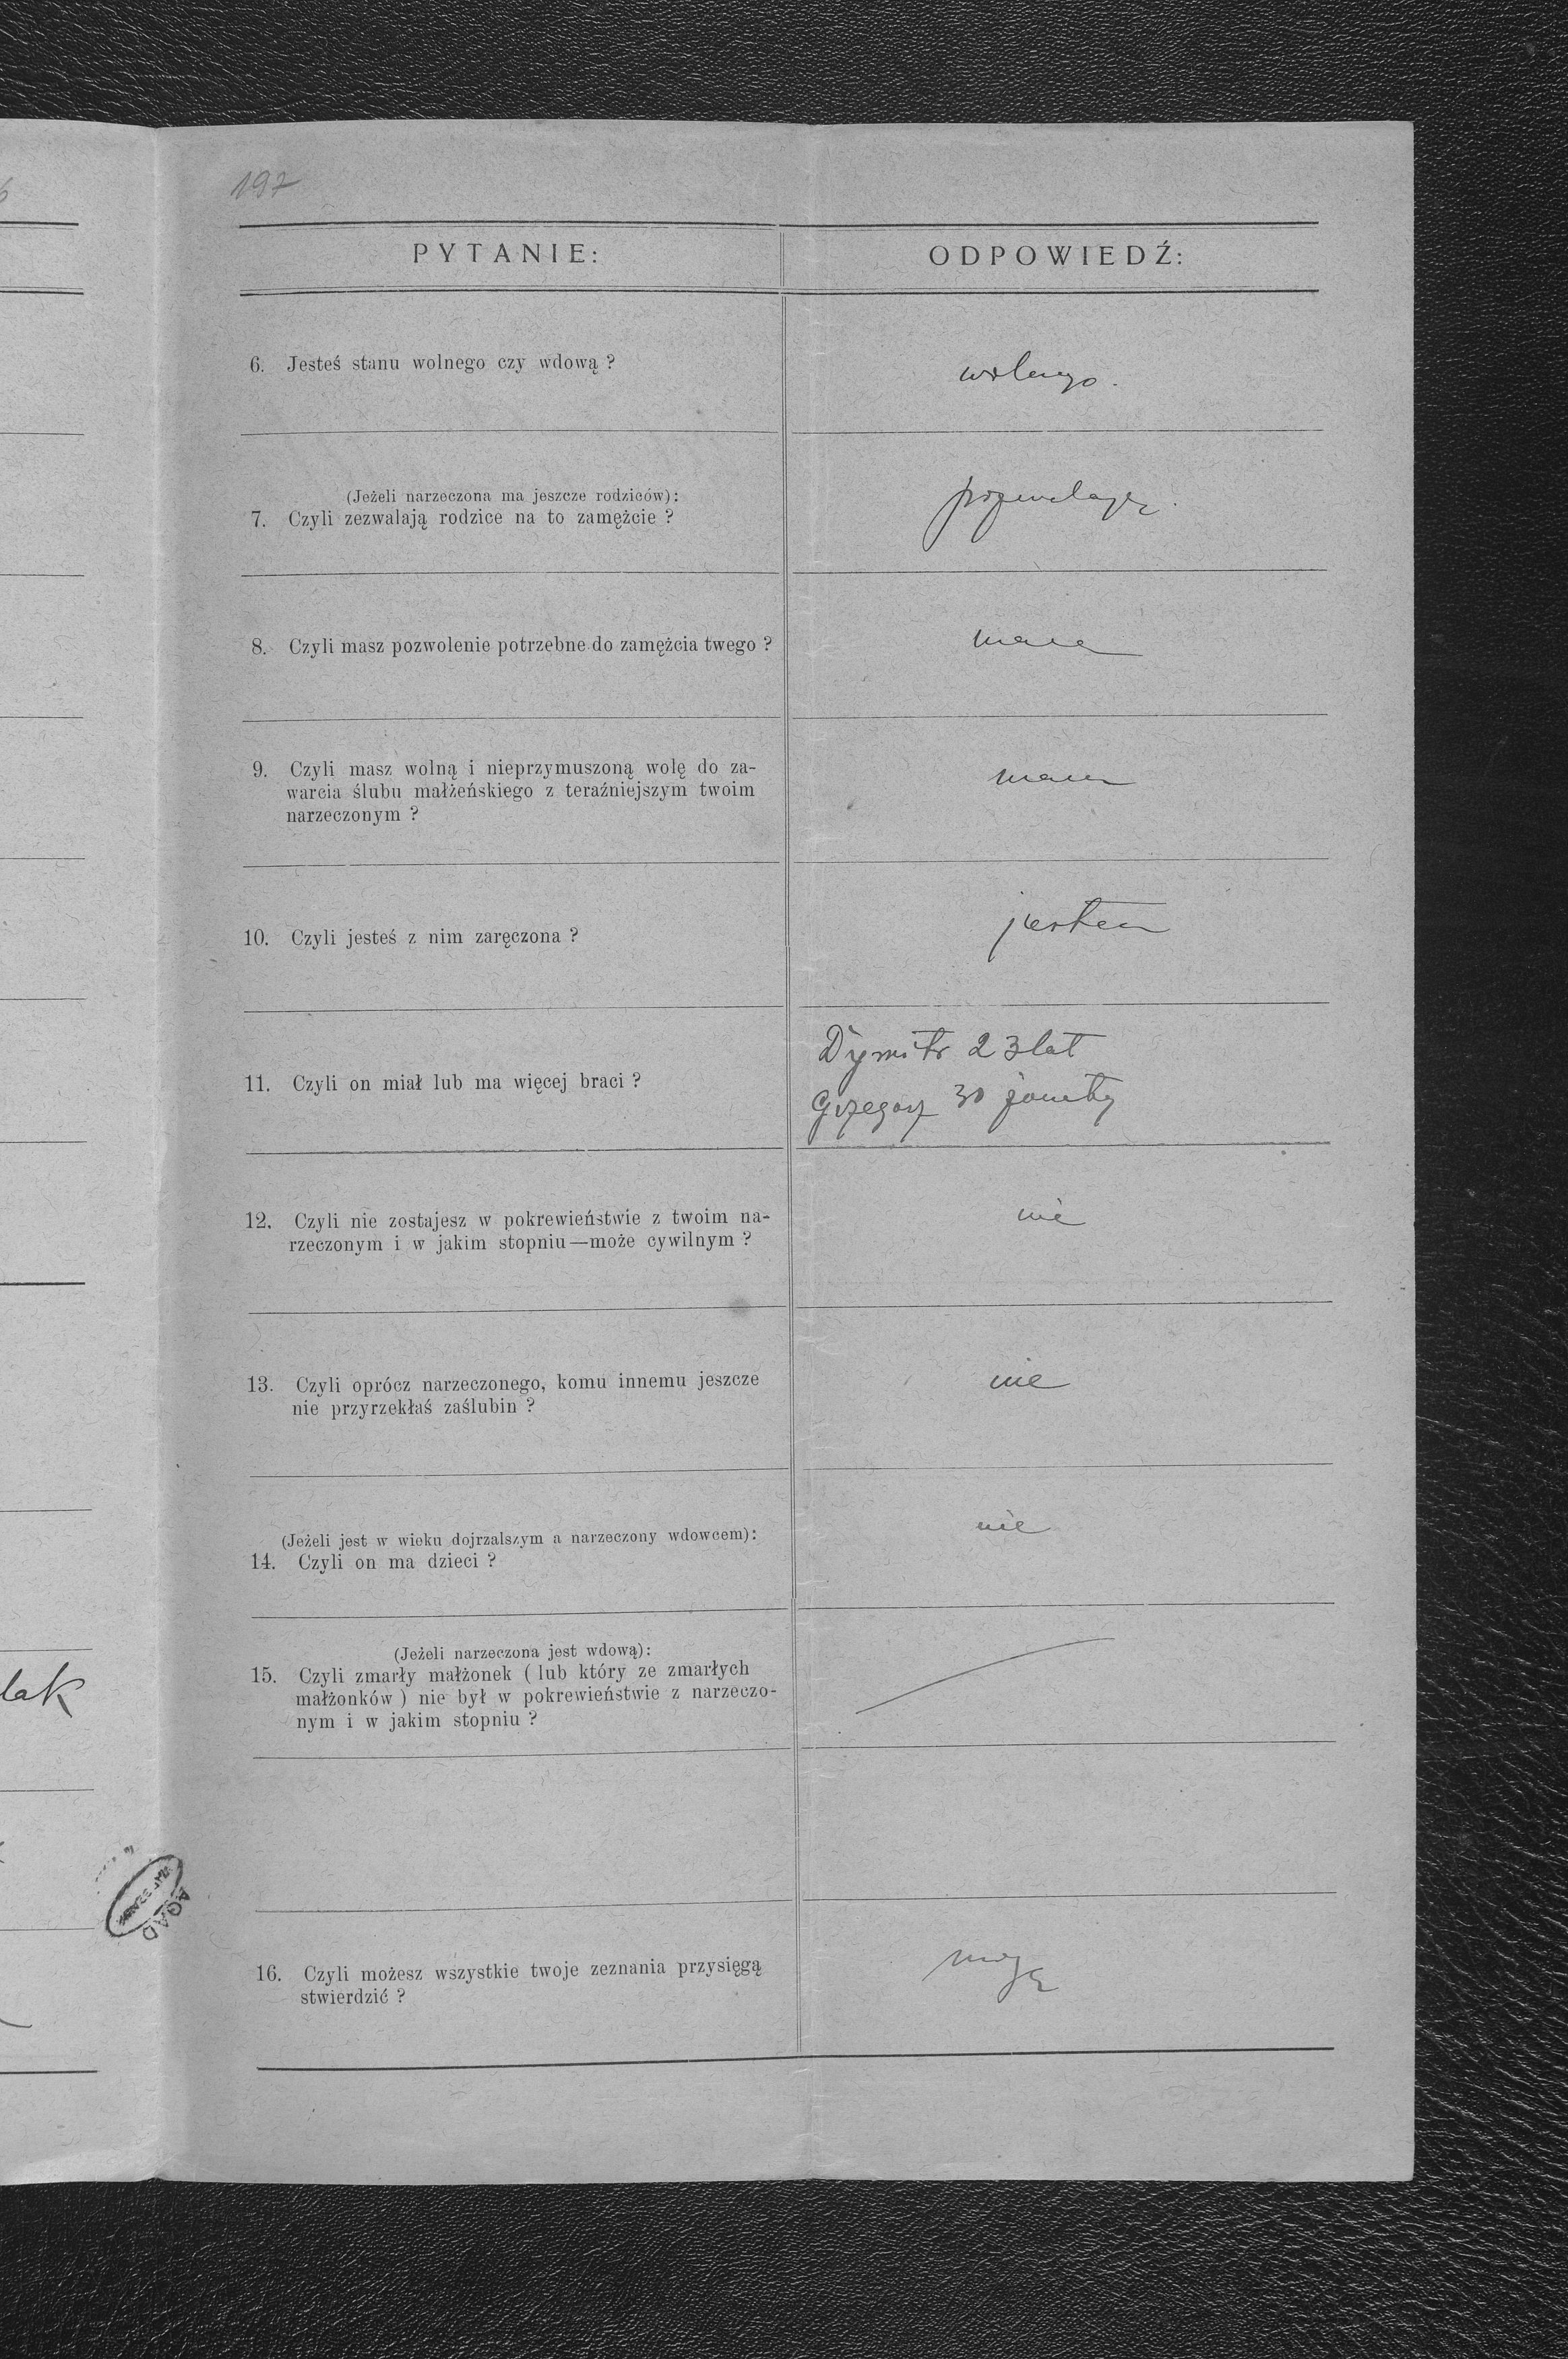 197
PYTANIE:
ODPOWIEDŹ:
6. Jesteś stanu wolnego czy wdową ?
wolnego.
(Jeżeli narzeczona ma jeszcze rodziców):
7. Czyli zezwalają rodzice na to zamężcie ?
pozwalają.
8. Czyli masz pozwolenie potrzebne do zamężcia twego ?
mam
9. Czyli masz wolną i nieprzymuszoną wolę do za-
warcia ślubu małżeńskiego z teraźniejszym twoim
narzeczonym ?
mam
10. Czyli jesteś z nim zaręczona ?
jestem
11. Czyli on miał lub ma więcej braci ?
Dymitr 23 lat
Grzegorz 30 żonaty
12. Czyli nie zostajesz w pokrewieństwie z twoim na-
rzeczonym i w jakim stopniu—może cywilnym ?
nie
13. Czyli oprócz narzeczonego, komu innemu jeszcze
nie przyrzekłaś zaślubin ?
nie
(Jeżeli jest w wieku dojrzalszym a narzeczony wdowcem):
14. Czyli on ma dzieci ?
nie
(Jeżeli narzeczona jest wdową):
15. Czyli zmarły małżonek ( lub który ze zmarłych
małżonków ) nie był w pokrewieństwie z narzeczo-
nym i w jakim stopniu ?
16. Czyli możesz wszystkie twoje zeznania przysięgą
stwierdzić ?
mogę
lak
AGAD